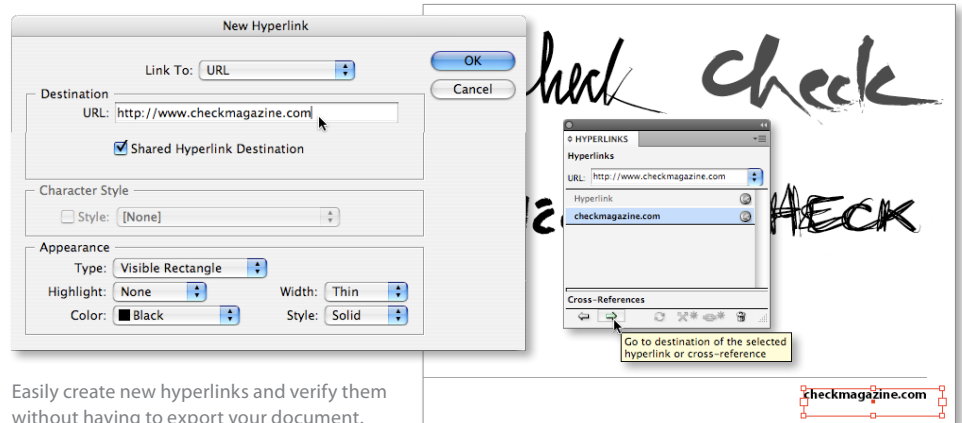 New Hyperlink
Link To: URL
OK
Cancel
Destination
URL: http://www.checkmagazine.com
Shared Hyperlink Destination
Character Style
Style: [None]
Appearance
Type: Visible Rectangle
Highlight: None
Width: Thin
Color: Black
Style: Solid
Easily create new hyperlinks and verify them
without having to export your document.
check
HYPERLINKS
Hyperlinks
URL: http://www.checkmagazine.com
Hyperlink
checkmagazine.com
Cross-References
Go to destination of the selected
hyperlink or cross-reference
checkmagazine.com